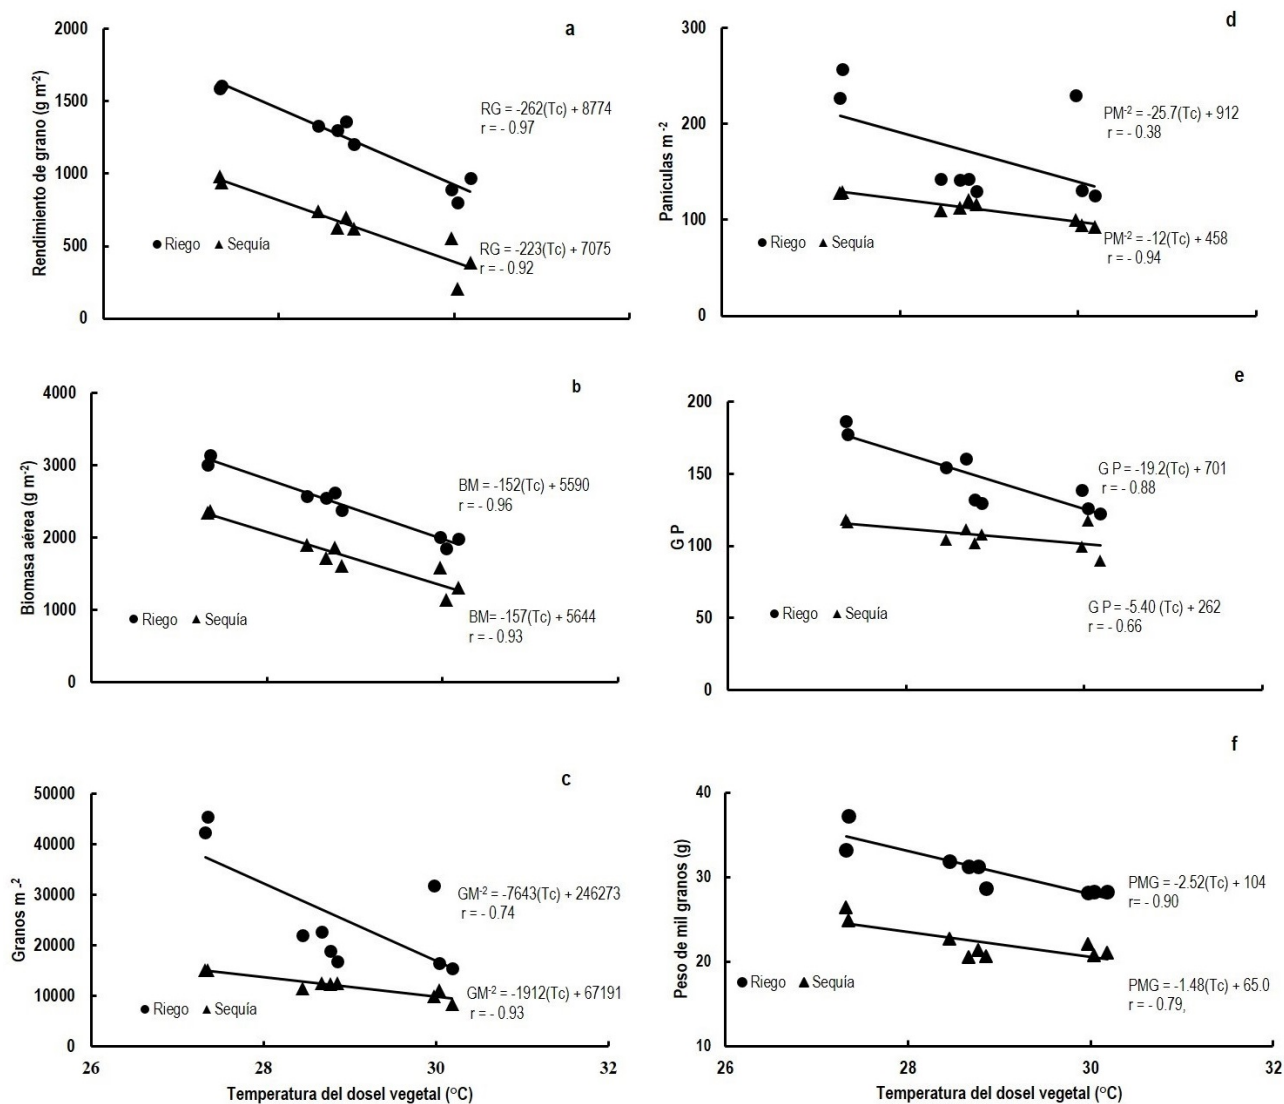 a
2000
1500
1000
500
0
Rendimiento de grano (g m-2)
RG = -262(Tc) + 8774
r = - 0.97
Riego Sequía
RG = -223(Tc) + 7075
r = - 0.92
d
300
200
100
0
Panículas m-2
PM-2 = -25.7(Tc) + 912
r = - 0.38
Riego Sequía
PM-2 = -12(Tc) + 458
r = - 0.94
b
4000
3000
2000
1000
0
Biomasa aérea (g m-2)
BM = -152(Tc) + 5590
r = - 0.96
Riego Sequía
BM= -157(Tc) + 5644
r = - 0.93
e
200
150
100
50
0
G P
G P = -19.2(Tc) + 701
r = - 0.88
Riego Sequía
G P = -5.40 (Tc) + 262
r = - 0.66
c
50000
40000
30000
20000
10000
0
Granos m-2
GM-2 = -7643(Tc) + 246273
r = - 0.74
Riego Sequía
GM-2 = -1912(Tc) + 67191
r = - 0.93
26 28 30 32
Temperatura del dosel vegetal (°C)
f
40
30
20
10
Peso de mil granos (g)
PMG = -2.52(Tc) + 104
r= - 0.90
Riego Sequía
PMG = -1.48(Tc) + 65.0
r = - 0.79,
26 28 30 32
Temperatura del dosel vegetal (°C)